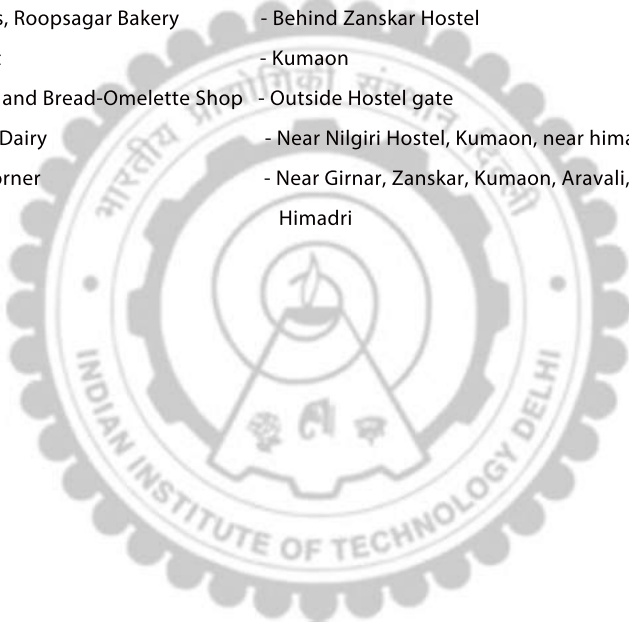 s, Roopsagar Bakery - Behind Zanskar Hostel
t - Kumaon
and Bread-Omelette Shop - Outside Hostel gate
Dairy - Near Nilgiri Hostel, Kumaon, near hima
orner - Near Girnar, Zanskar, Kumaon, Aravali,
Himadri
भारतीय प्रौद्योगिकी संस्थान दिल्ली
INDIAN INSTITUTE OF TECHNOLOGY DELHI